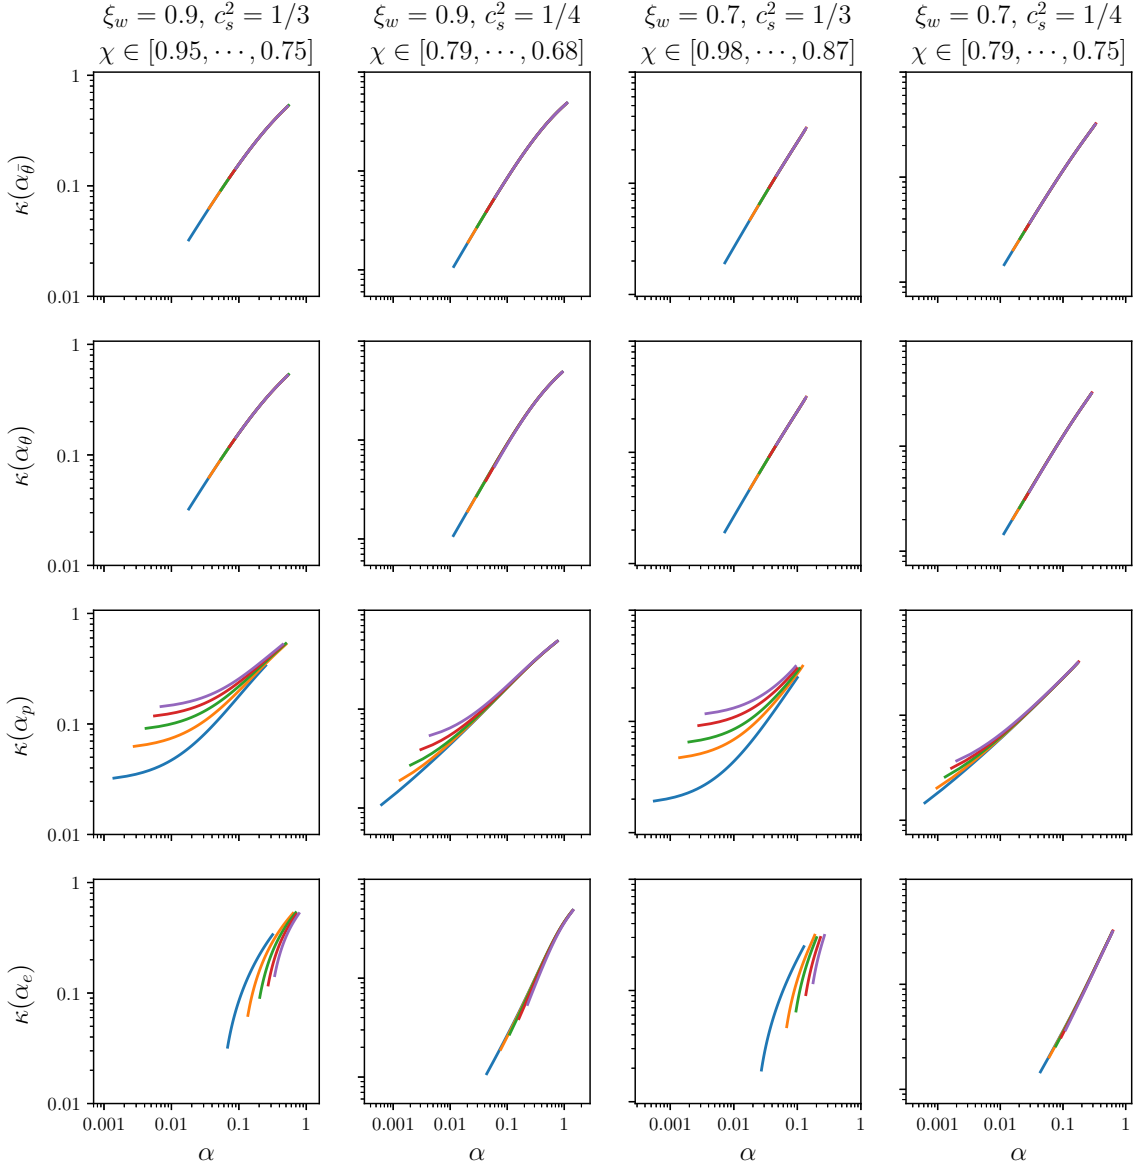 ξ_w = 0.9, c_s^2 = 1/3
χ ∈ [0.95, ⋯ , 0.75]
ξ_w = 0.9, c_s^2 = 1/4
χ ∈ [0.79, ⋯ , 0.68]
ξ_w = 0.7, c_s^2 = 1/3
χ ∈ [0.98, ⋯ , 0.87]
ξ_w = 0.7, c_s^2 = 1/4
χ ∈ [0.79, ⋯ , 0.75]
κ(α_θ̄)
1
0.1
0.01
κ(α_θ)
1
0.1
0.01
κ(α_p)
1
0.1
0.01
κ(α_e)
1
0.1
0.01
0.001 0.01 0.1 1
0.001 0.01 0.1 1
0.001 0.01 0.1 1
0.001 0.01 0.1 1
α α α α